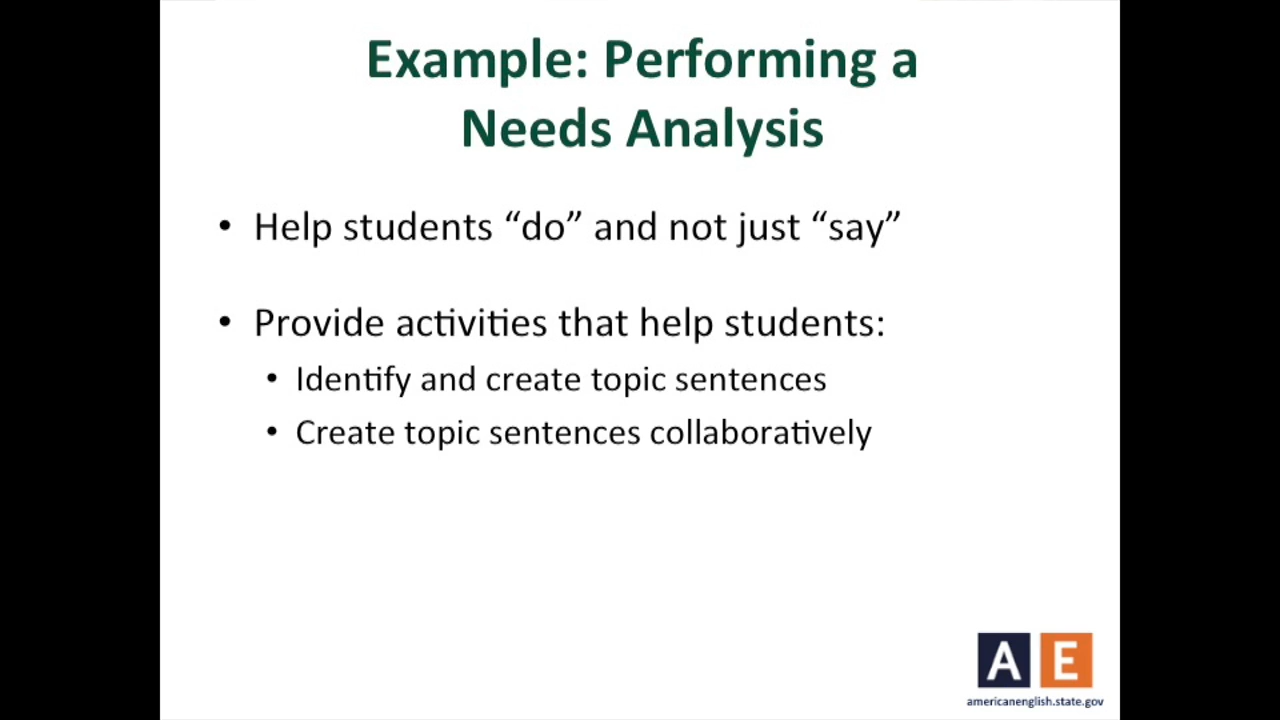 Example: Performing a
Needs Analysis
• Help students “do” and not just “say”
• Provide activities that help students:
• Identify and create topic sentences
• Create topic sentences collaboratively
A E
americanenglish.state.gov